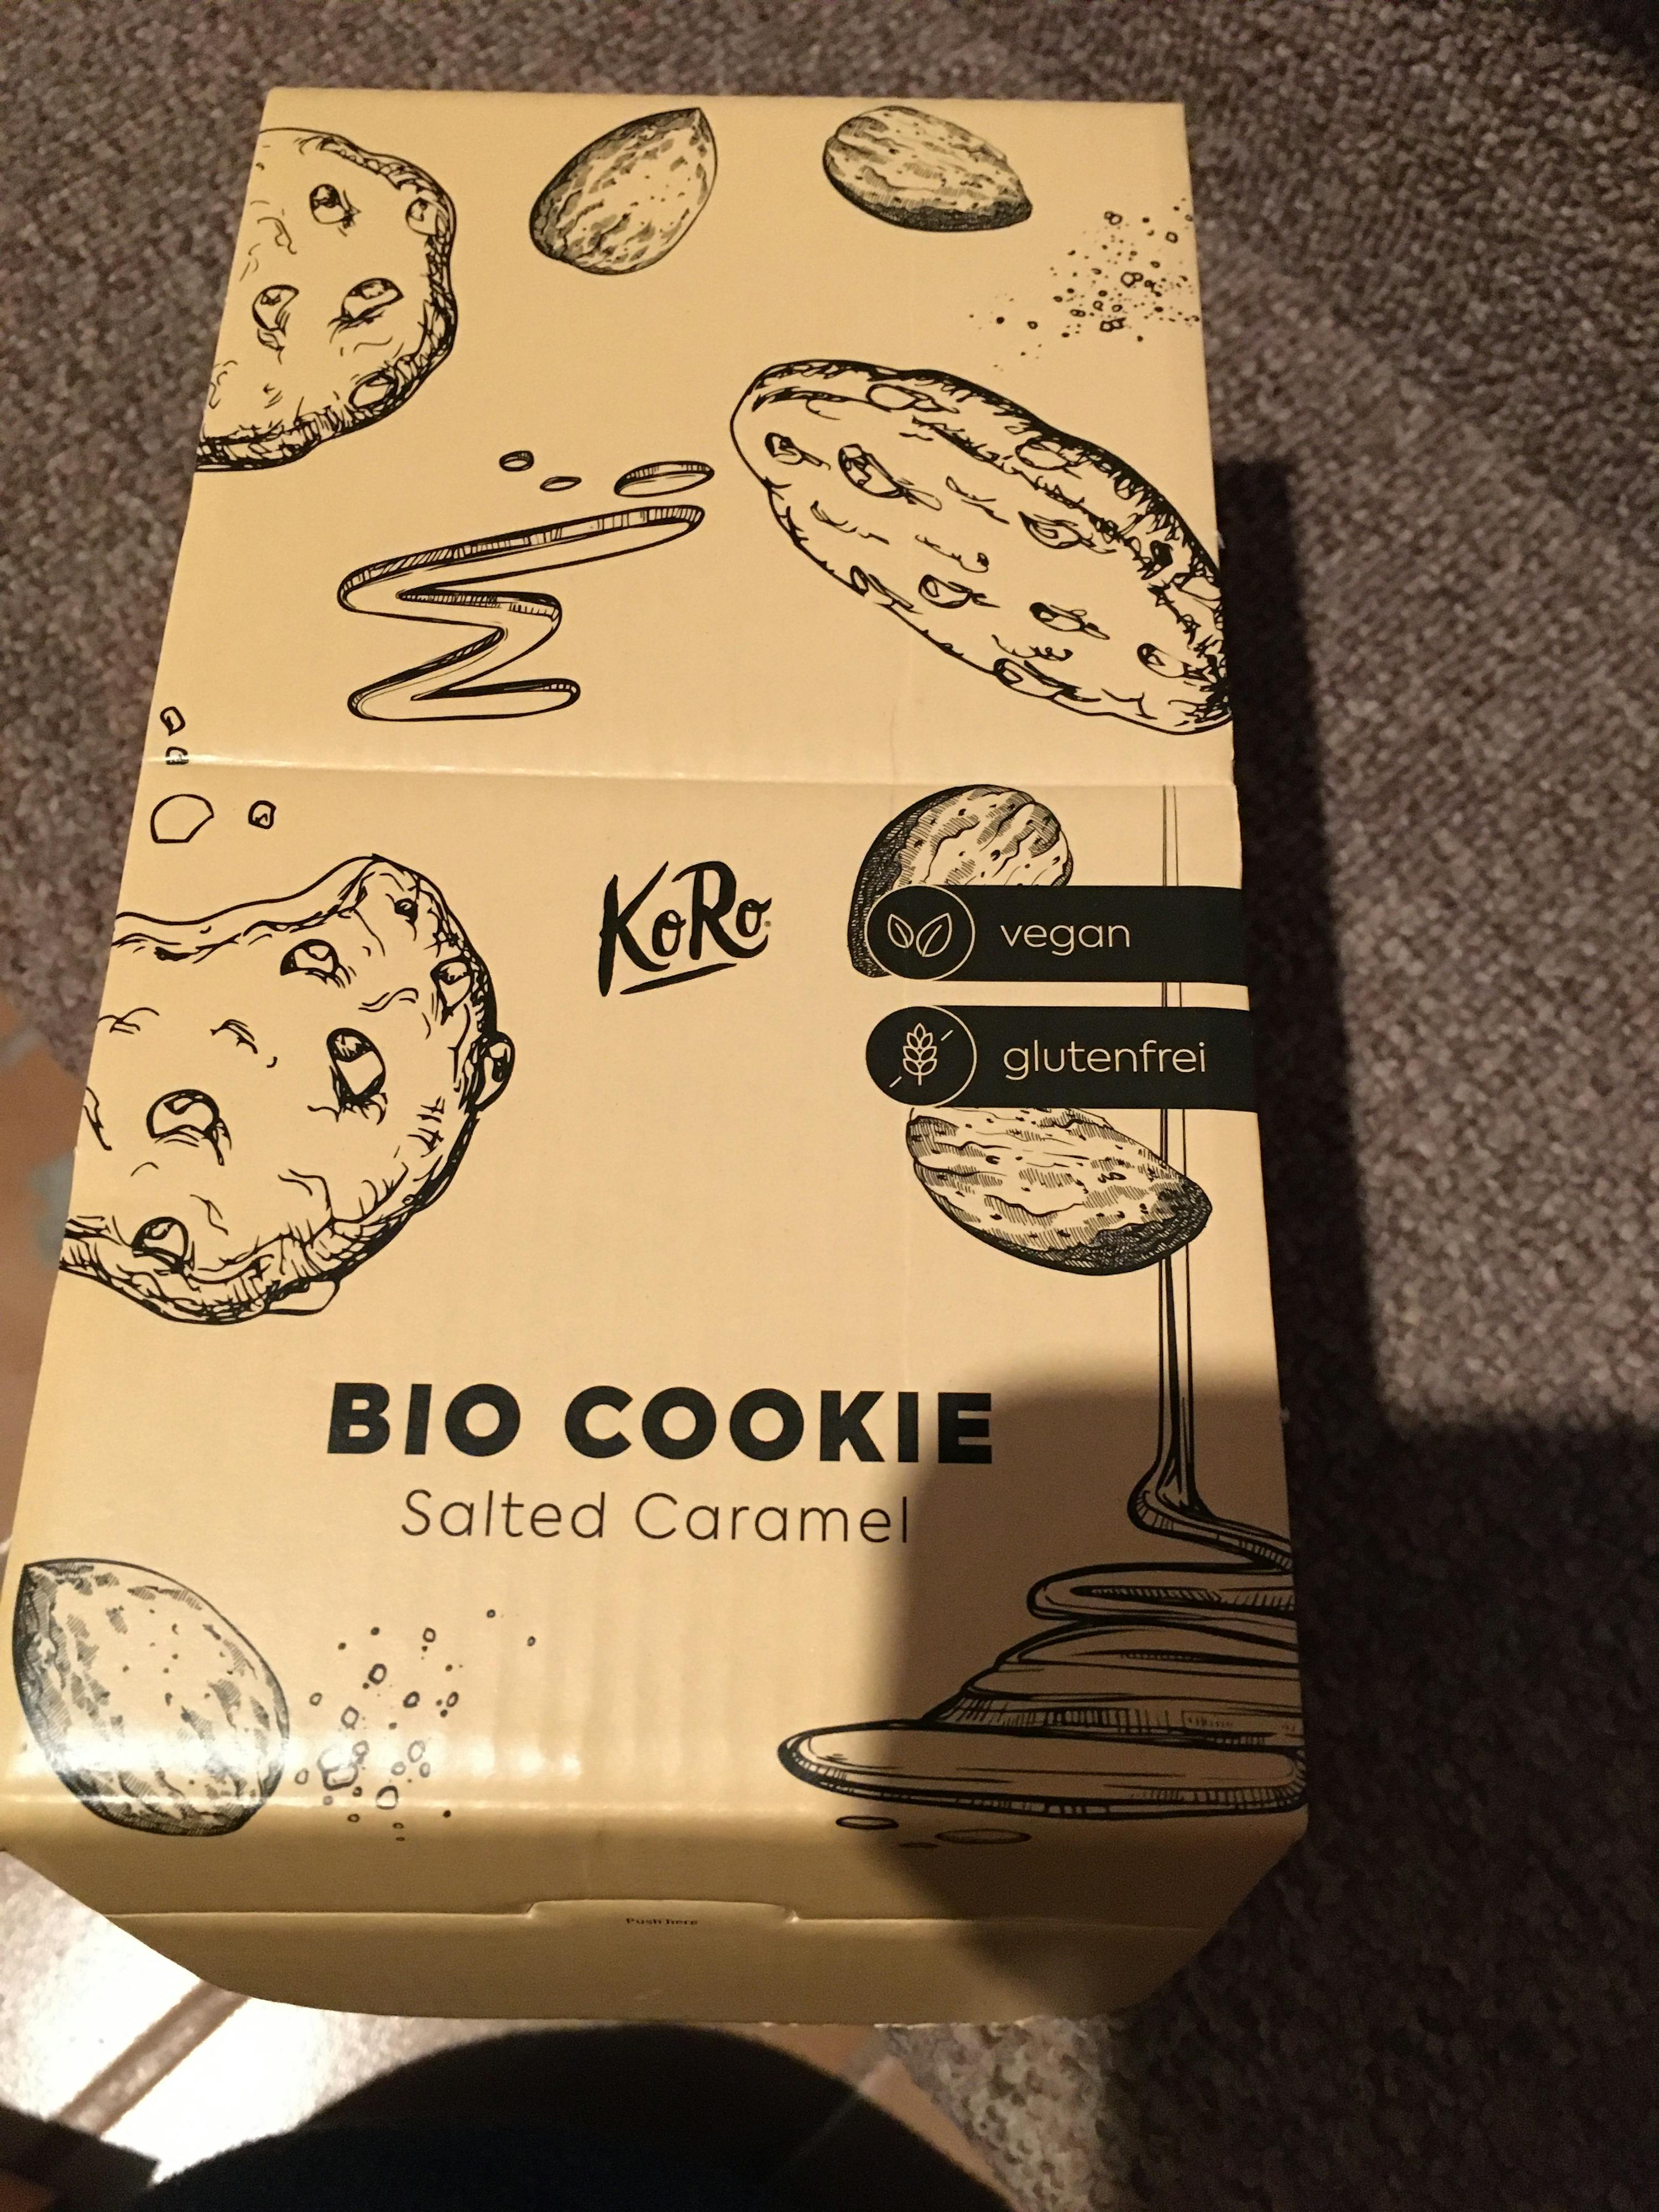 KoRo
vegan
glutenfrei
BIO COOKIE
Salted Caramel
Push here